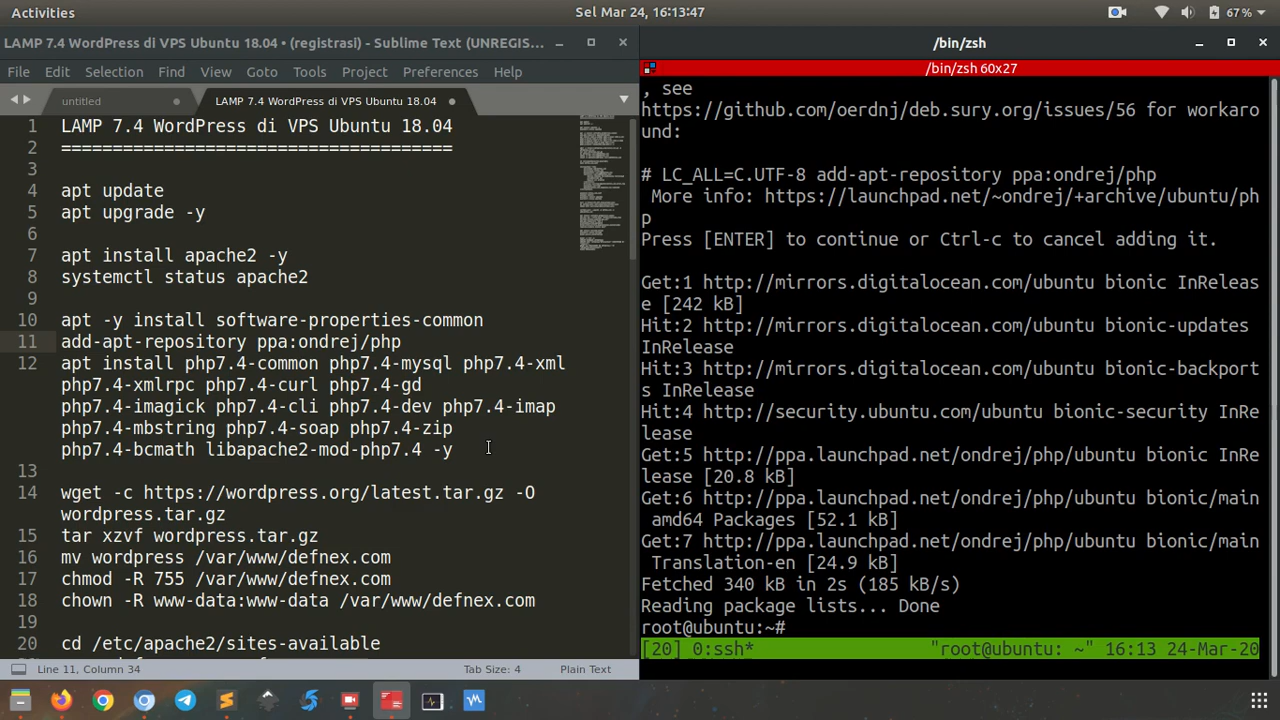 Activities
Sel Mar 24, 16:13:47
67%
LAMP 7.4 WordPress di VPS Ubuntu 18.04 • (registrasi) - Sublime Text (UNREGIS...
File Edit Selection Find View Goto Tools Project Preferences Help
untitled
LAMP 7.4 WordPress di VPS Ubuntu 18.04
1 LAMP 7.4 WordPress di VPS Ubuntu 18.04
2 ======================================
3
4 apt update
5 apt upgrade -y
6
7 apt install apache2 -y
8 systemctl status apache2
9
10 apt -y install software-properties-common
11 add-apt-repository ppa:ondrej/php
12 apt install php7.4-common php7.4-mysql php7.4-xml
php7.4-xmlrpc php7.4-curl php7.4-gd
php7.4-imagick php7.4-cli php7.4-dev php7.4-imap
php7.4-mbstring php7.4-soap php7.4-zip
php7.4-bcmath libapache2-mod-php7.4 -y
13
14 wget -c https://wordpress.org/latest.tar.gz -O
wordpress.tar.gz
15 tar xzvf wordpress.tar.gz
16 mv wordpress /var/www/defnex.com
17 chmod -R 755 /var/www/defnex.com
18 chown -R www-data:www-data /var/www/defnex.com
19
20 cd /etc/apache2/sites-available
Line 11, Column 34
Tab Size: 4
Plain Text
/bin/zsh
/bin/zsh 60x27
, see
https://github.com/oerdnj/deb.sury.org/issues/56 for workaro
und:
# LC_ALL=C.UTF-8 add-apt-repository ppa:ondrej/php
More info: https://launchpad.net/~ondrej/+archive/ubuntu/ph
p
Press [ENTER] to continue or Ctrl-c to cancel adding it.
Get:1 http://mirrors.digitalocean.com/ubuntu bionic InReleas
e [242 kB]
Hit:2 http://mirrors.digitalocean.com/ubuntu bionic-updates
InRelease
Hit:3 http://mirrors.digitalocean.com/ubuntu bionic-backport
s InRelease
Hit:4 http://security.ubuntu.com/ubuntu bionic-security InRe
lease
Get:5 http://ppa.launchpad.net/ondrej/php/ubuntu bionic InRe
lease [20.8 kB]
Get:6 http://ppa.launchpad.net/ondrej/php/ubuntu bionic/main
amd64 Packages [52.1 kB]
Get:7 http://ppa.launchpad.net/ondrej/php/ubuntu bionic/main
Translation-en [24.9 kB]
Fetched 340 kB in 2s (185 kB/s)
Reading package lists... Done
root@ubuntu:~#
[20] 0:ssh* "root@ubuntu: ~" 16:13 24-Mar-20